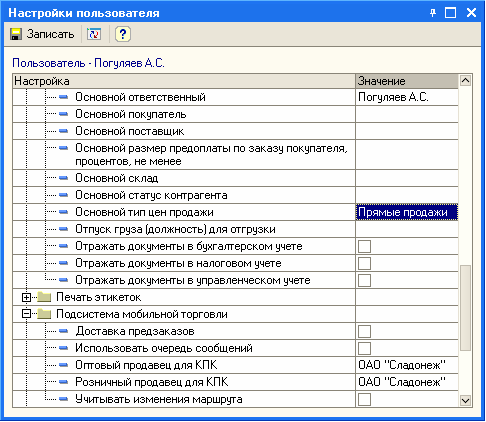 Настройки пользователя
Записать
Пользователь - Погуляев А.С.
Настройка Значение
Основной ответственный Погуляев А.С.
Основной покупатель
Основной поставщик
Основной размер предоплаты по заказу покупателя,
процентов, не менее
Основной склад
Основной статус контрагента
Основной тип цен продажи Прямые продажи
Отпуск груза (должность) для отгрузки
Отражать документы в бухгалтерском учете
Отражать документы в налоговом учете
Отражать документы в управленческом учете
Печать этикеток
Подсистема мобильной торговли
Доставка предзаказов
Использовать очередь сообщений
Оптовый продавец для КПК ОАО "Сладонеж"
Розничный продавец для КПК ОАО "Сладонеж"
Учитывать изменения маршрута